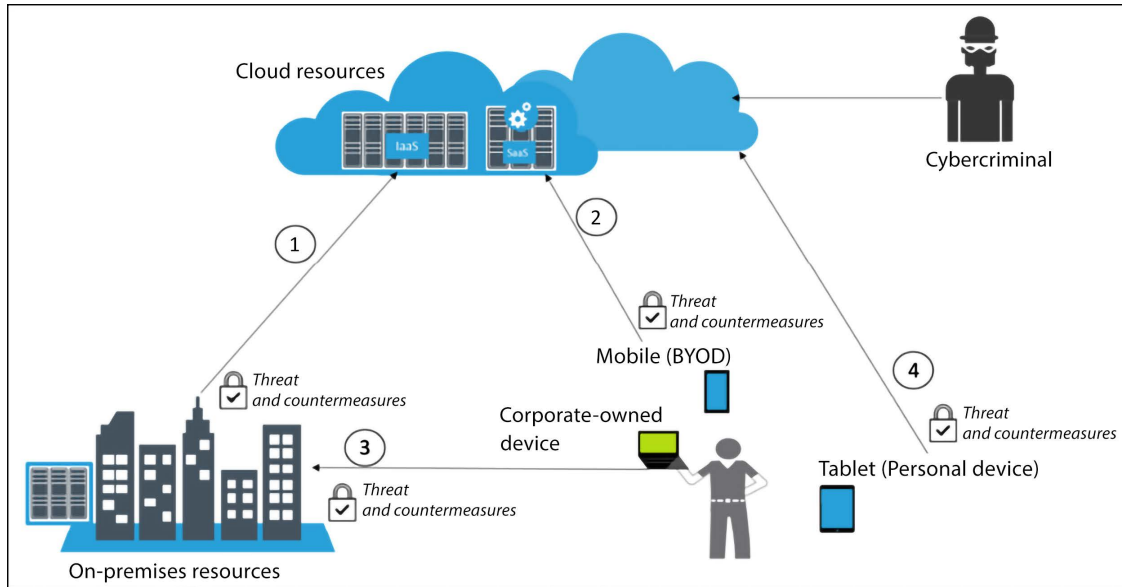 Cloud resources
IaaS
SaaS
Cybercriminal
1
2
Threat
and countermeasures
Mobile (BYOD)
4
Threat
and countermeasures
Corporate-owned
device
Threat
and countermeasures
3
Tablet (Personal device)
Threat
and countermeasures
On-premises resources